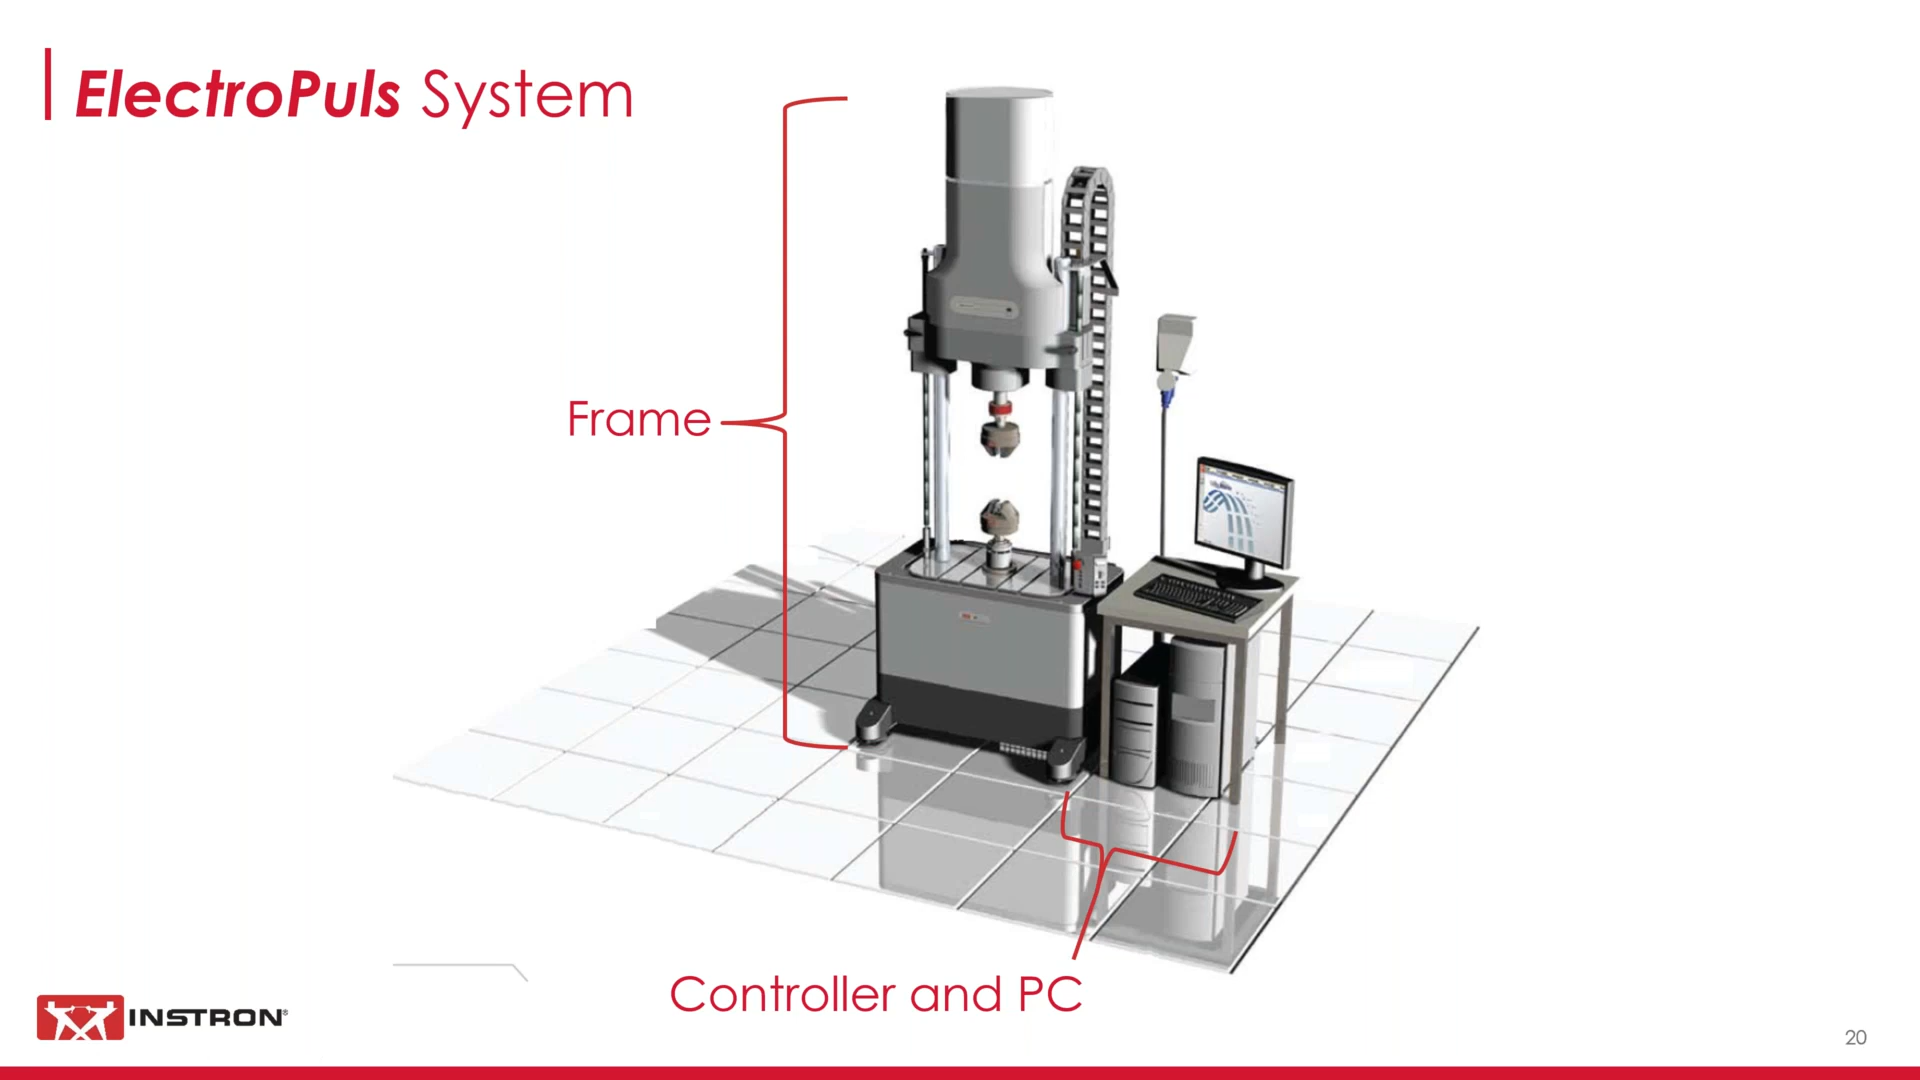 ElectroPuls System
Frame
Controller and PC
INSTRON®
20